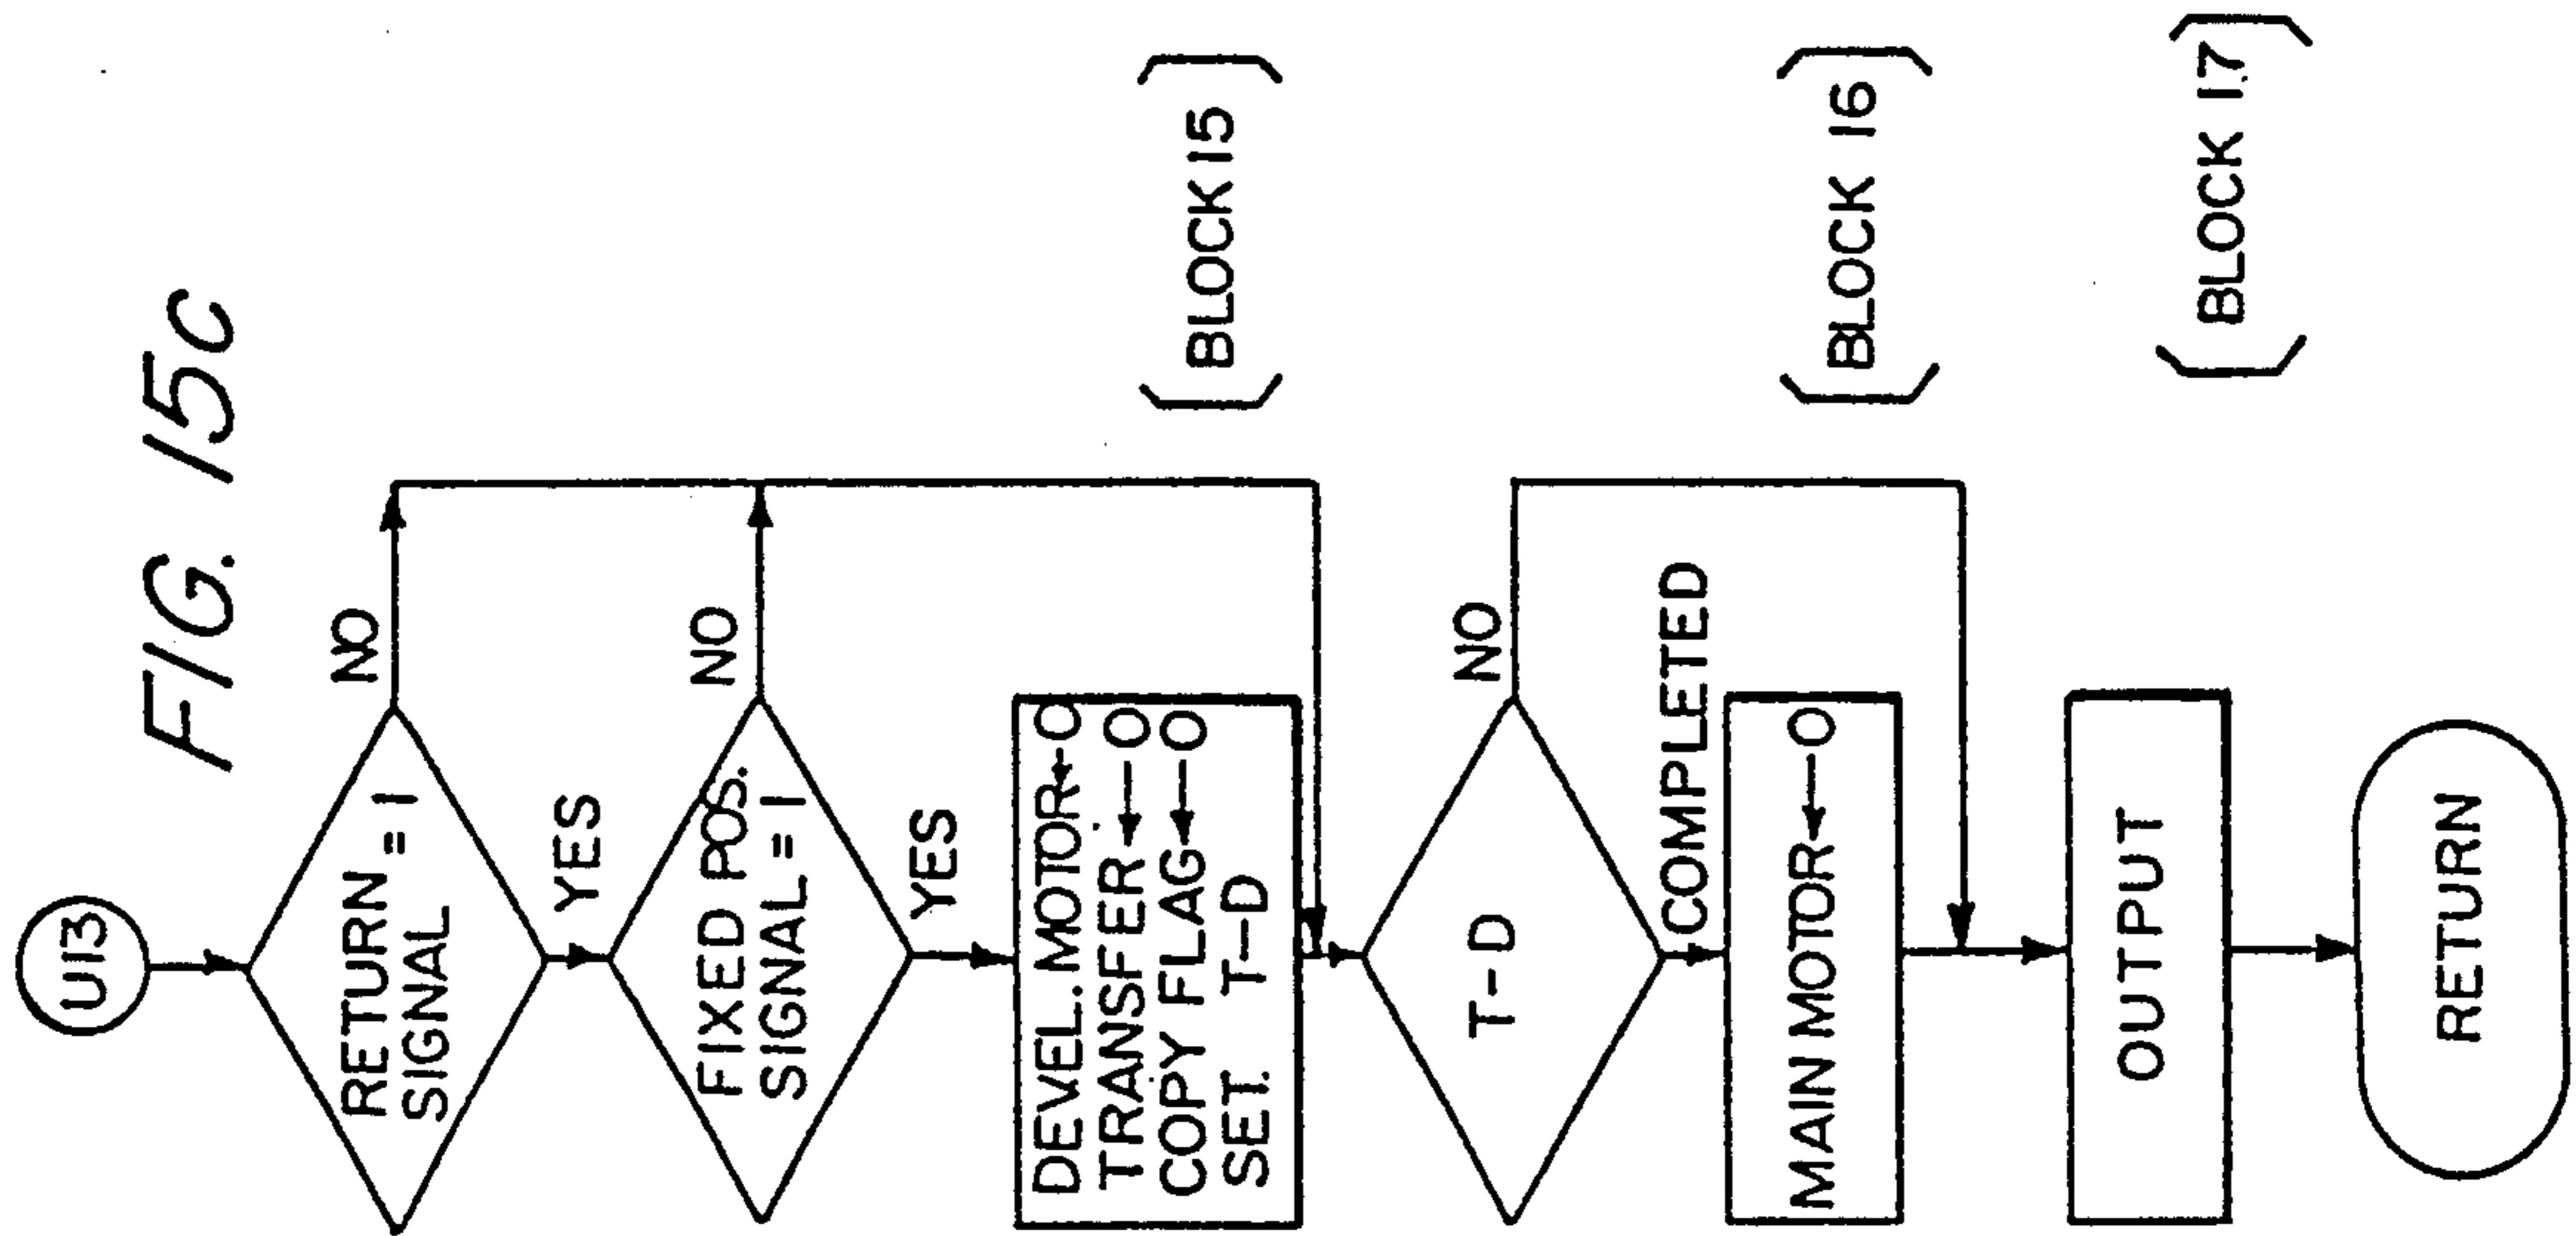 FIG. 15C
U13
RETURN = 1
SIGNAL
NO
YES
FIXED POS.
SIGNAL = 1
NO
YES
DEVEL. MOTOR←0
TRANSFER←0
COPY FLAG←0
SET. T-D
[BLOCK 15]
T-D
NO
COMPLETED
MAIN MOTOR←0
[BLOCK 16]
OUTPUT
[BLOCK 17]
RETURN